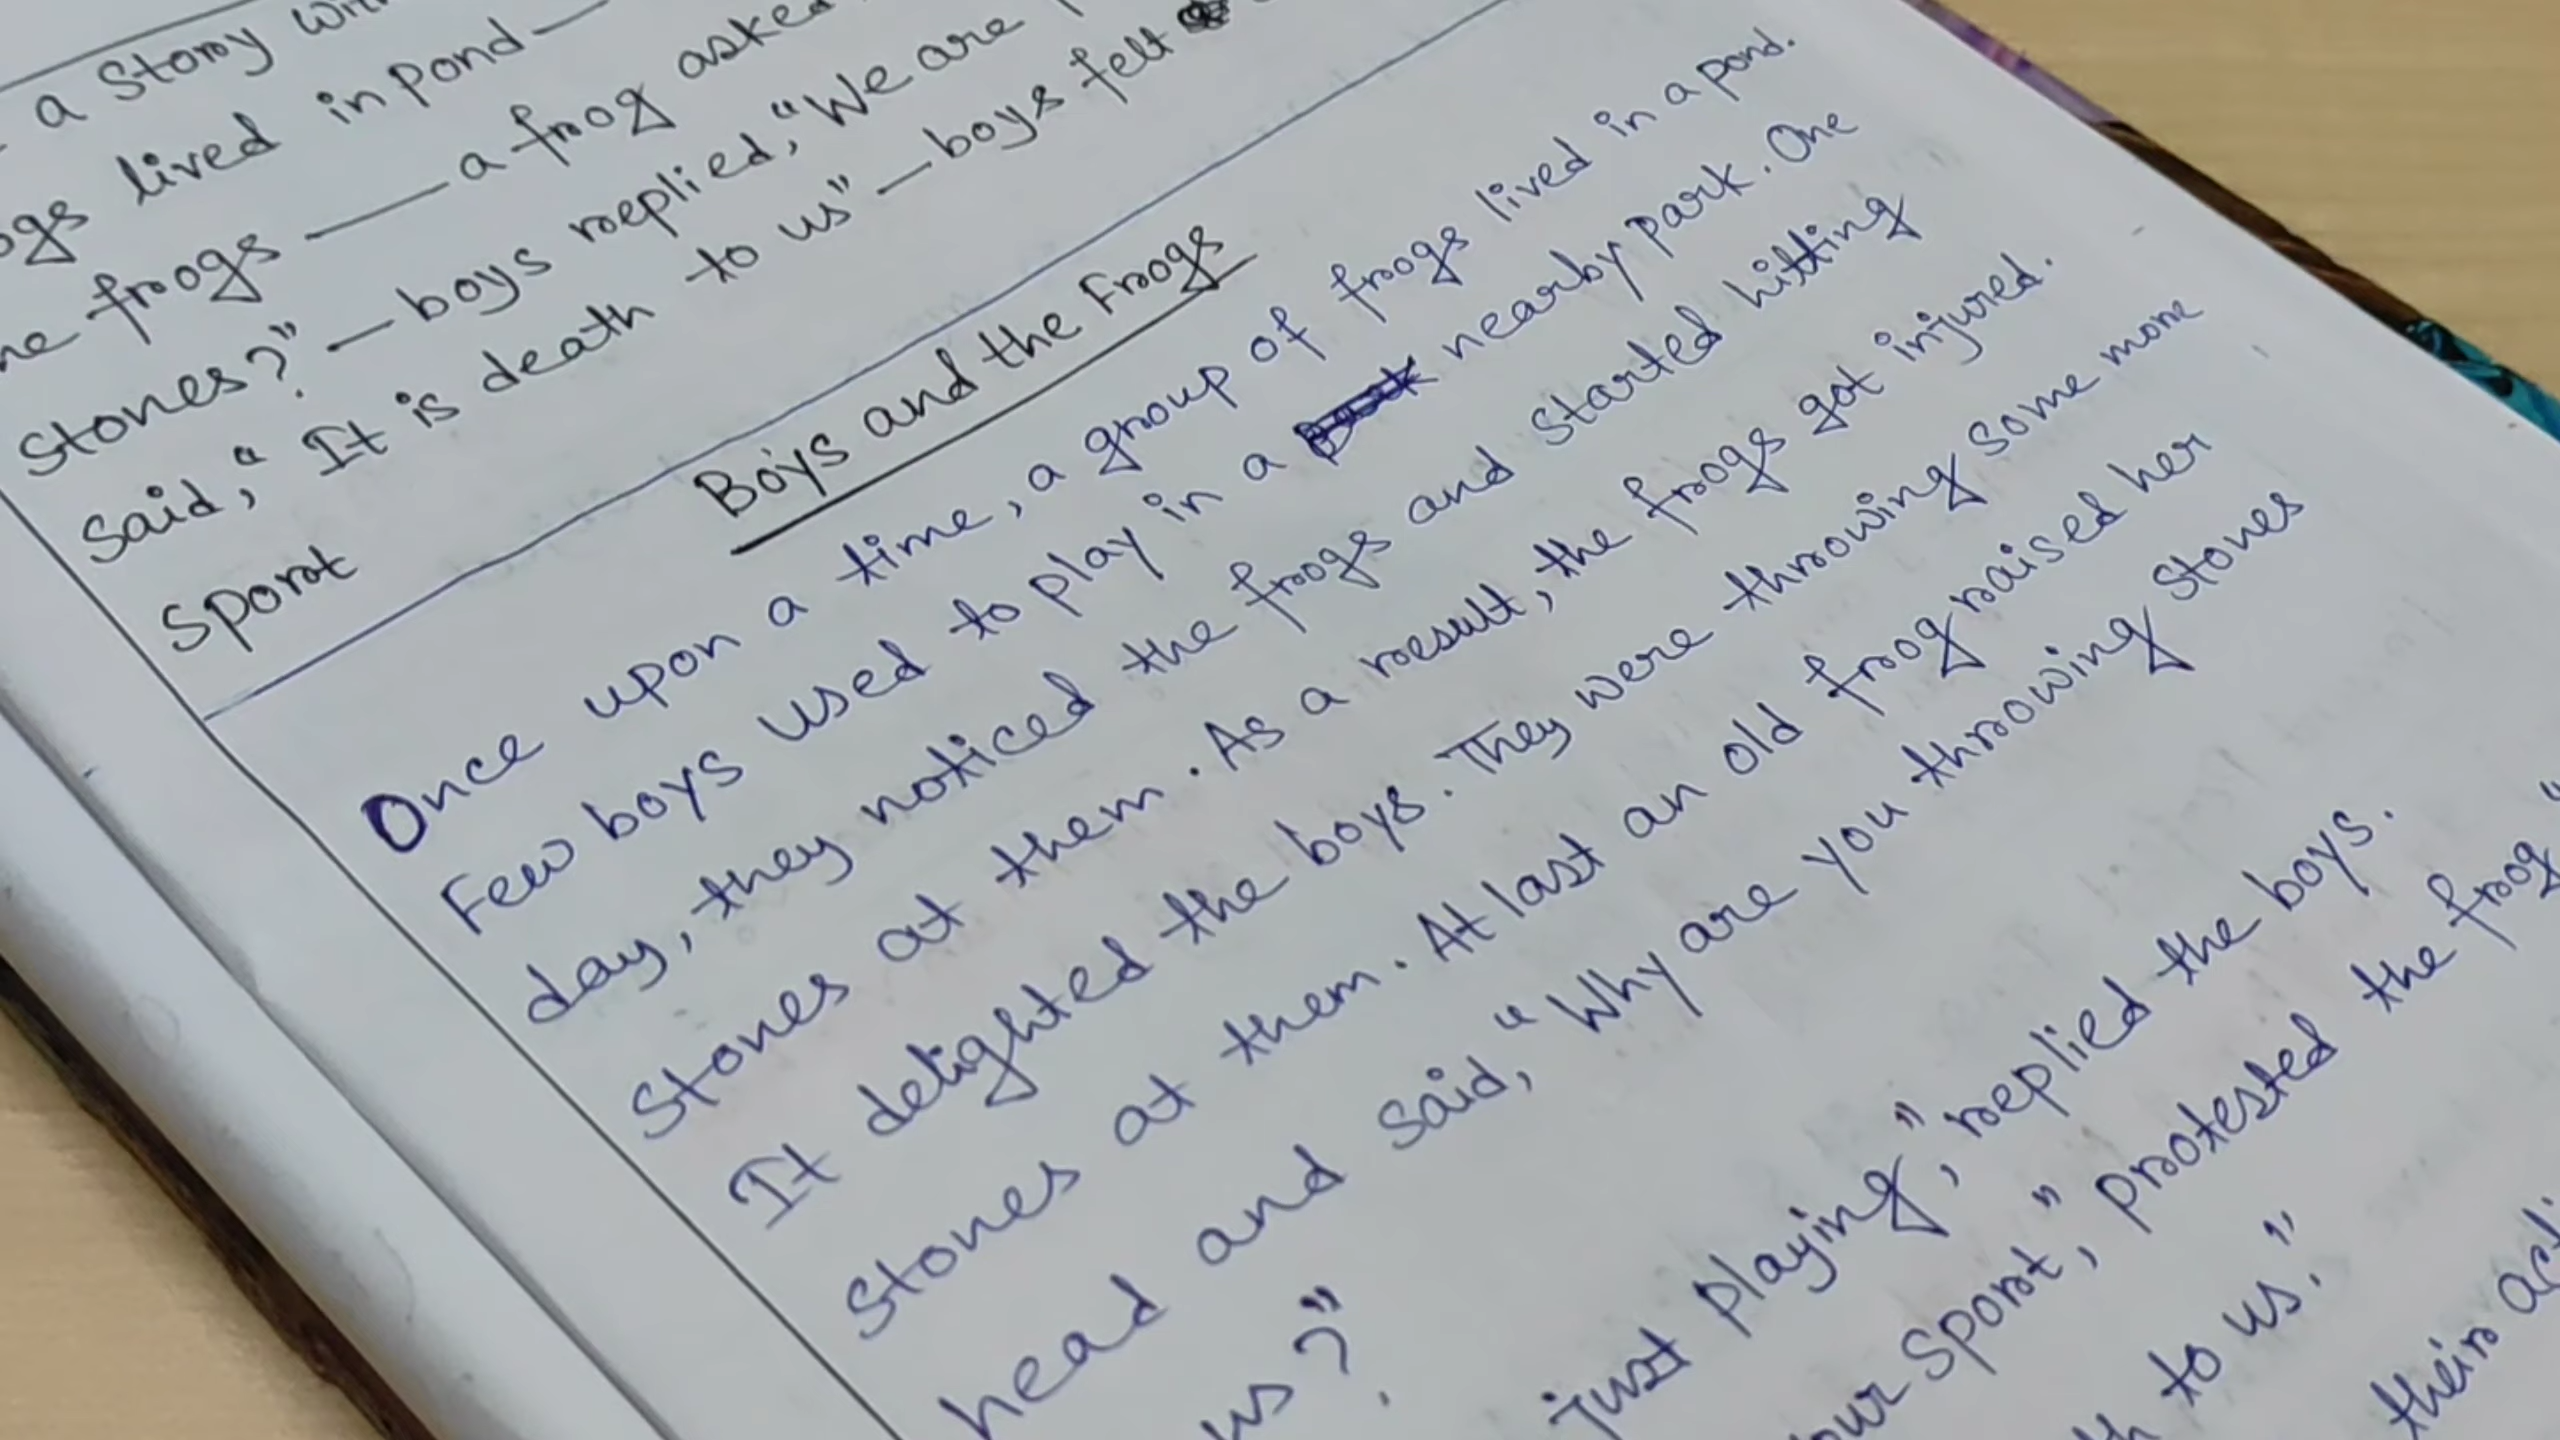 a Story
lived in pond —
frogs — a frog asked
stones?" — boys replied, "We are
Said, "It is death to us" — boys felt
Sport
Boys and the Frogs
Once upon a time, a group of frogs lived in a pond.
Few boys used to play in a nearby park. One
day, they noticed the frogs and started hitting
stones at them. As a result, the frogs got injured.
It delighted the boys. They were throwing some more
stones at them. At last an old frog raised her
head and said, "Why are you throwing stones
us?"
just playing", replied the boys.
Sport", protested the frog."
to us."
their